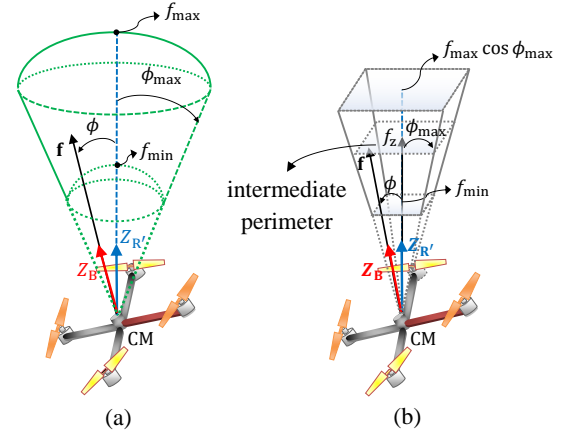 f_max
ϕ_max
ϕ
f
f_min
Z_R′
Z_B
CM
(a)
f_max cos ϕ_max
f_z
ϕ_max
f
ϕ
f_min
intermediate
perimeter
Z_R′
Z_B
CM
(b)